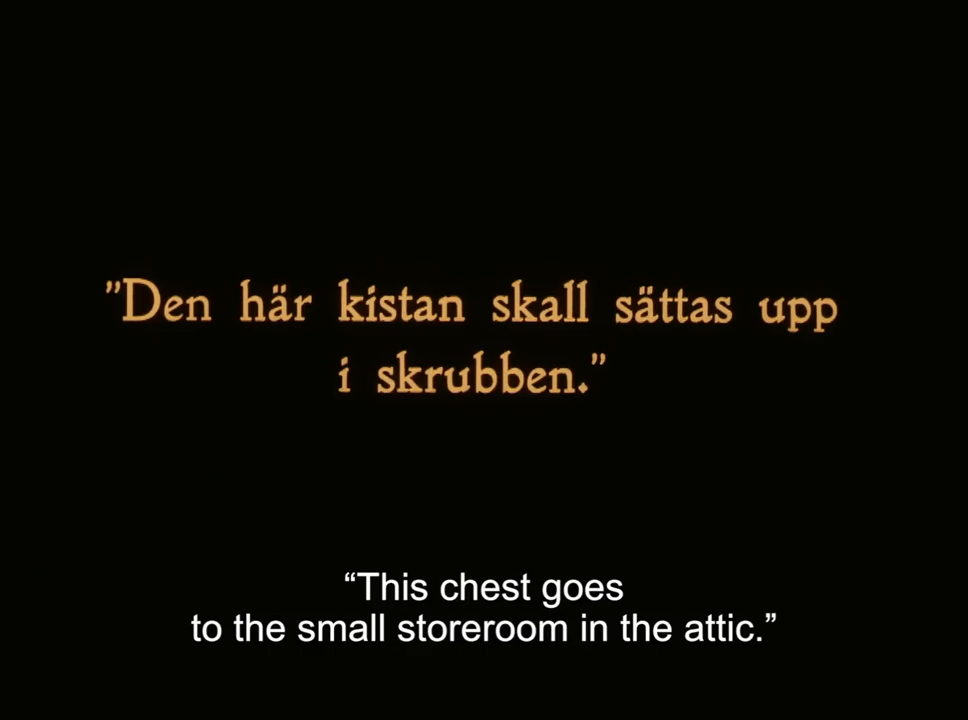 "Den här kistan skall sättas upp
i skrubben."
“This chest goes
to the small storeroom in the attic.”